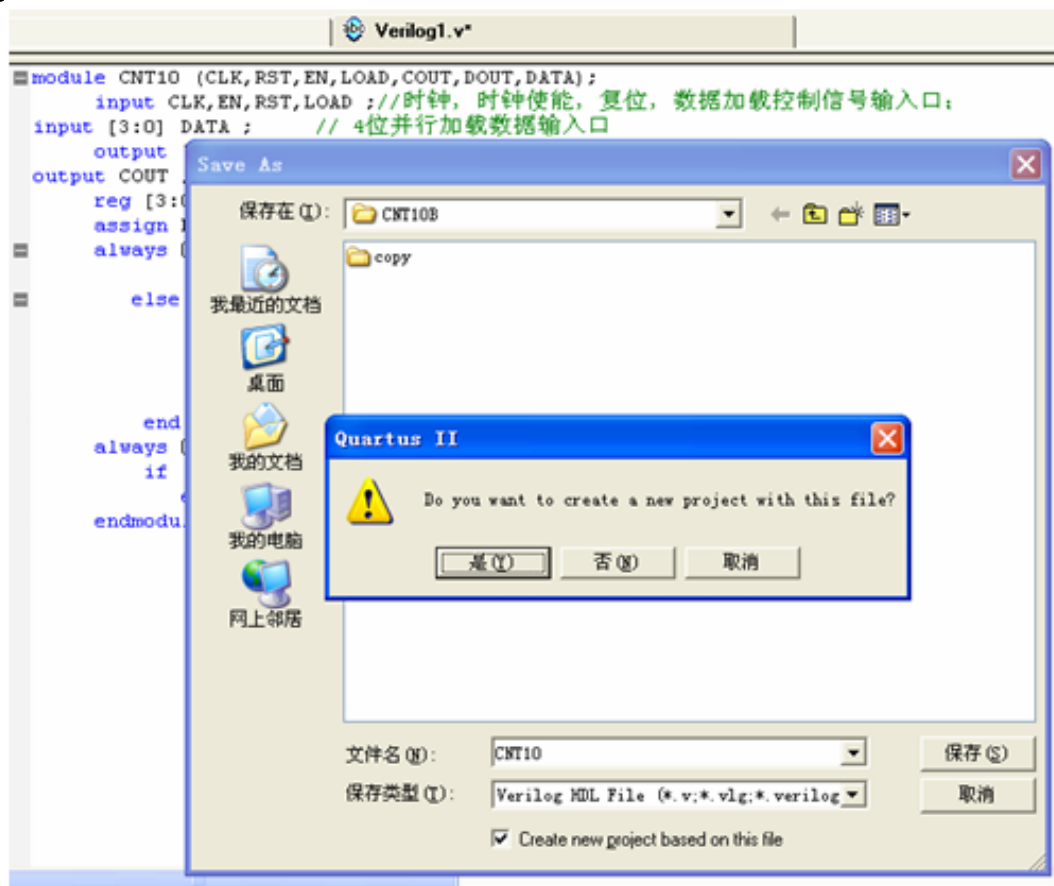 Verilog1.v*
module CNT10 (CLK,RST,EN,LOAD,COUT,DOUT,DATA);
input CLK,EN,RST,LOAD ;//时钟, 时钟使能, 复位, 数据加载控制信号输入口;
input [3:0] DATA ; // 4位并行加载数据输入口
output
output COUT
reg [3:0
assign
always
else
end
always
if
endmodu
Save As
保存在(I):
CNT10B
copy
我最近的文档
桌面
我的文档
我的电脑
网上邻居
Quartus II
Do you want to create a new project with this file?
是(Y)
否(N)
取消
文件名(N):
CNT10
保存(S)
保存类型(T):
Verilog HDL File (*.v;*.vlg;*.verilog
取消
Create new project based on this file